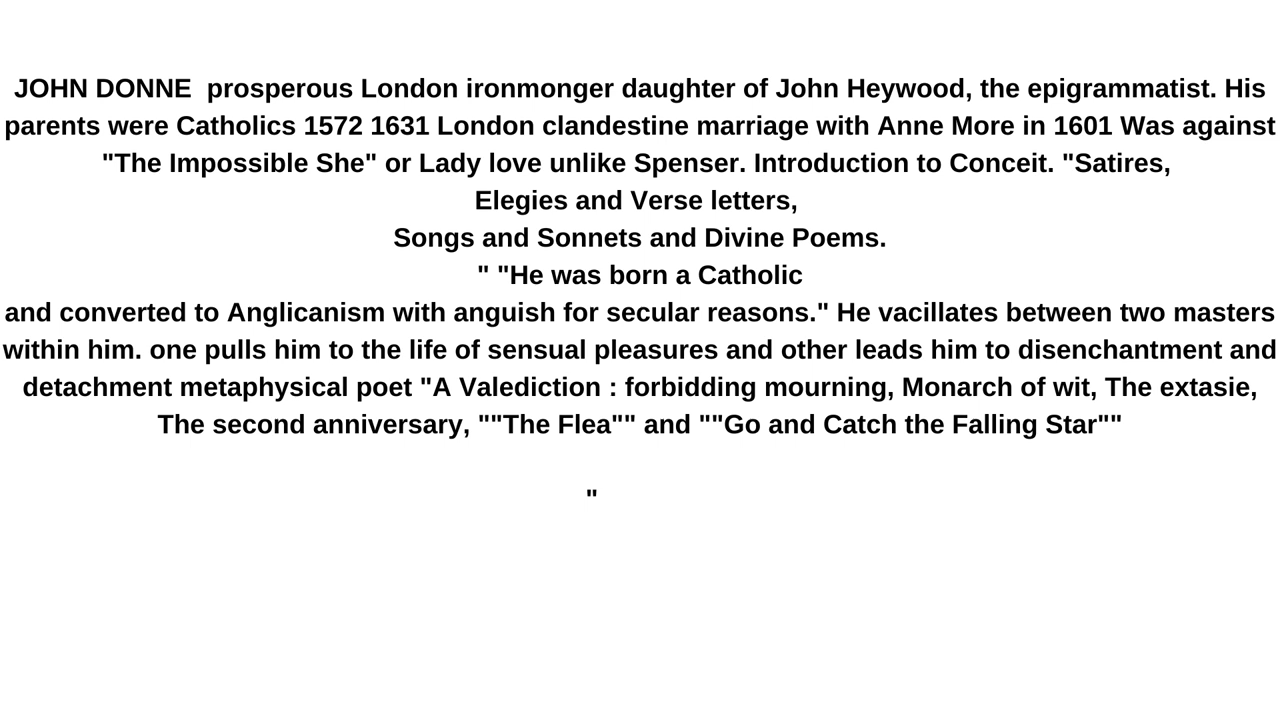 JOHN DONNE  prosperous London ironmonger daughter of John Heywood, the epigrammatist. His
parents were Catholics 1572 1631 London clandestine marriage with Anne More in 1601 Was against
"The Impossible She" or Lady love unlike Spenser. Introduction to Conceit. "Satires,
Elegies and Verse letters,
Songs and Sonnets and Divine Poems.
" "He was born a Catholic
and converted to Anglicanism with anguish for secular reasons." He vacillates between two masters
within him. one pulls him to the life of sensual pleasures and other leads him to disenchantment and
detachment metaphysical poet "A Valediction : forbidding mourning, Monarch of wit, The extasie,
The second anniversary, ""The Flea"" and ""Go and Catch the Falling Star""
"